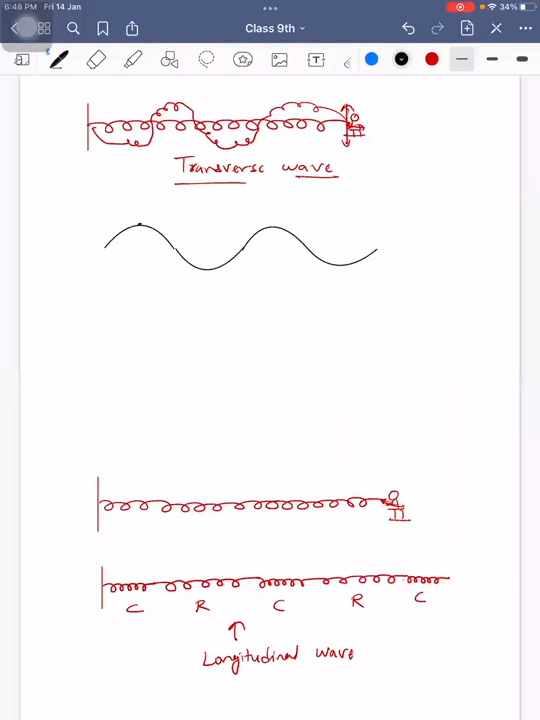 6:48 PM Fri 14 Jan
34%
Class 9th
T
Transverse wave
C R C R C
Longitudinal wave